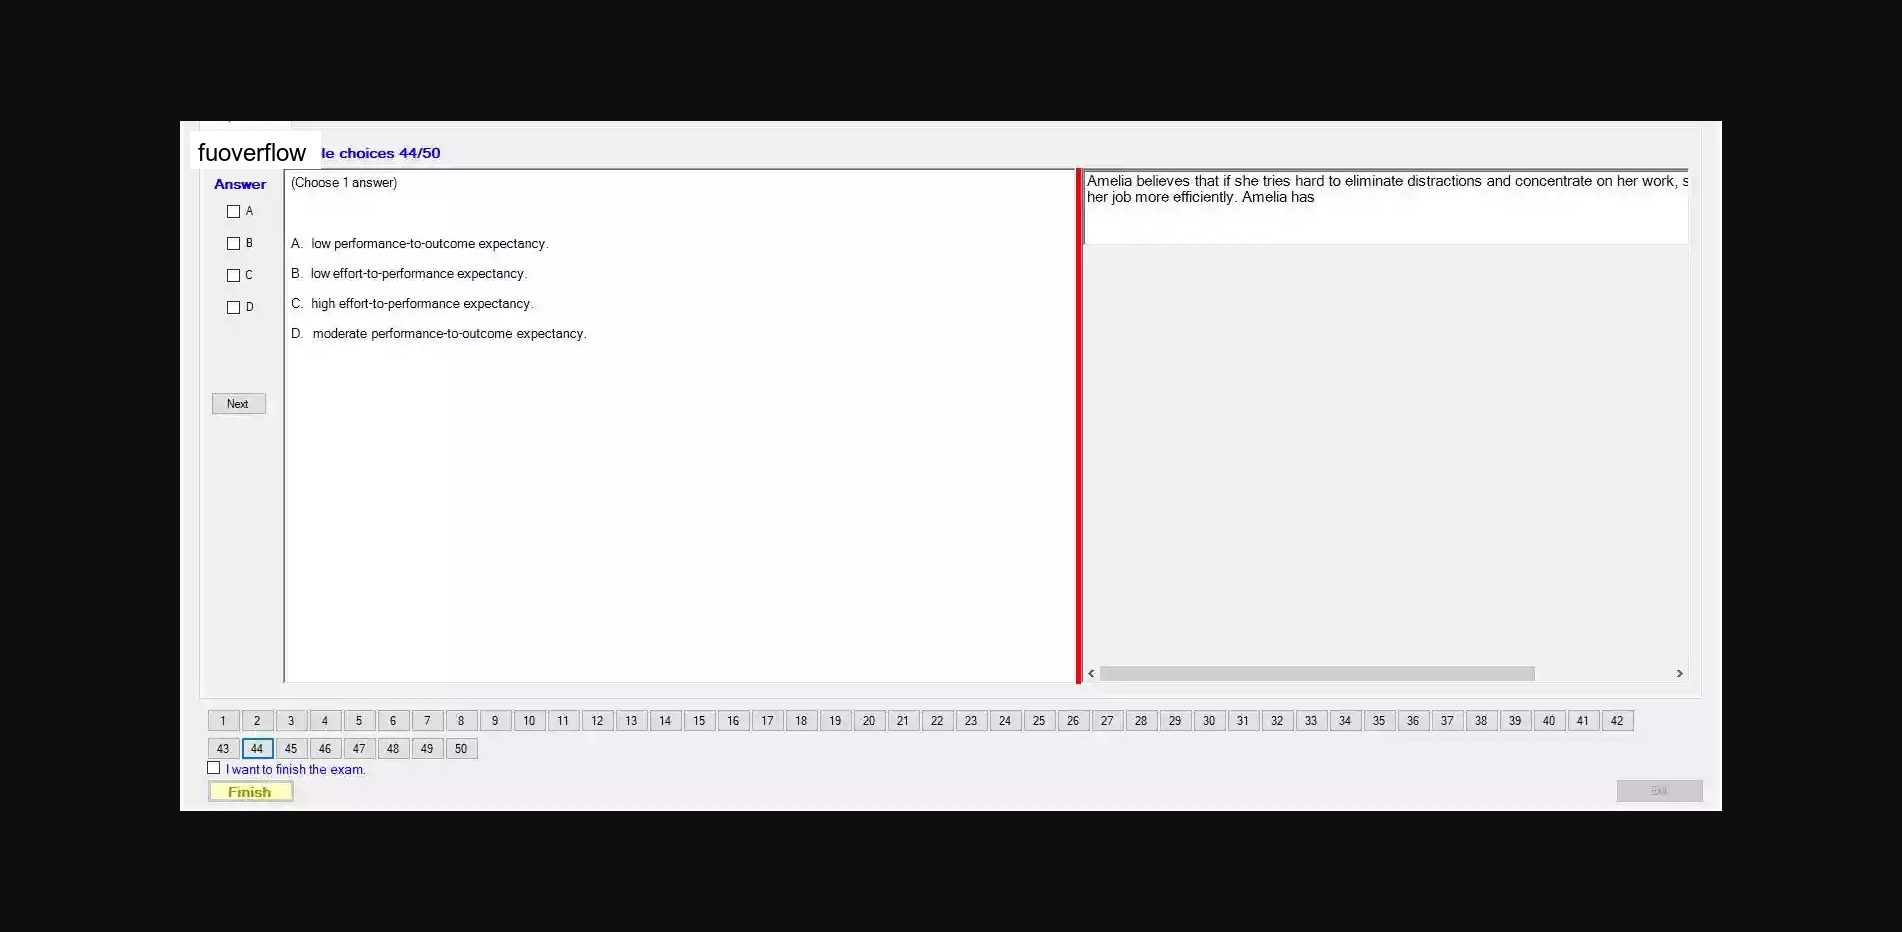 fuoverflow
le choices 44/50
Answer
(Choose 1 answer)
A
B
C
D
A. low performance-to-outcome expectancy.
B. low effort-to-performance expectancy.
C. high effort-to-performance expectancy.
D. moderate performance-to-outcome expectancy.
Next
Amelia believes that if she tries hard to eliminate distractions and concentrate on her work, s
her job more efficiently. Amelia has
1 2 3 4 5 6 7 8 9 10 11 12 13 14 15 16 17 18 19 20 21 22 23 24 25 26 27 28 29 30 31 32 33 34 35 36 37 38 39 40 41 42
43 44 45 46 47 48 49 50
I want to finish the exam.
Finish
Exit